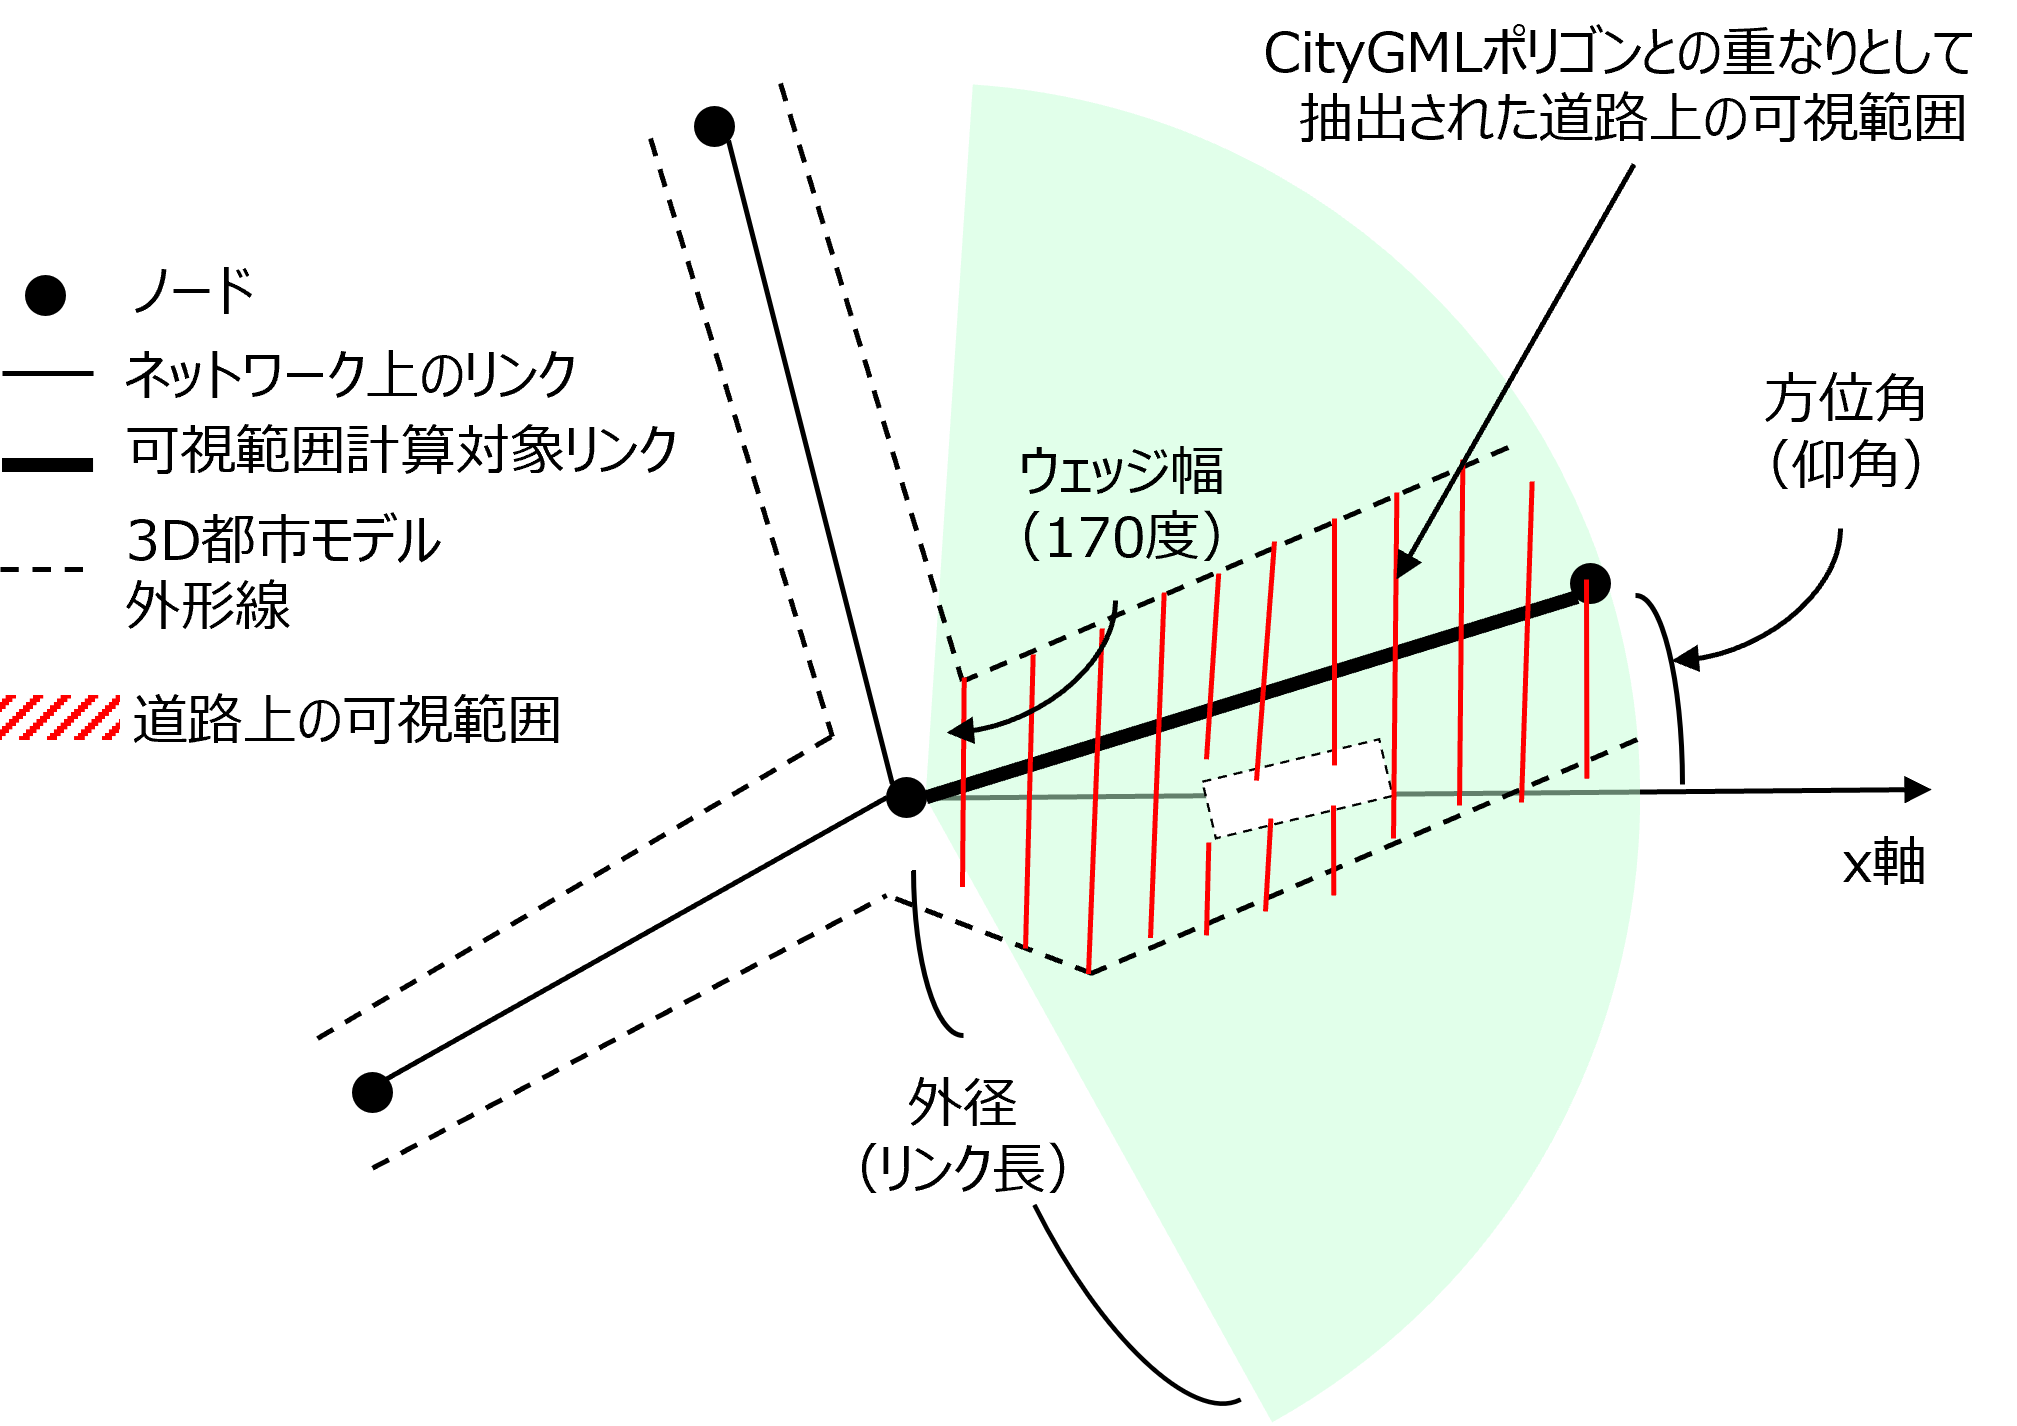 CityGMLポリゴンとの重なりとして
抽出された道路上の可視範囲
ノード
ネットワーク上のリンク
可視範囲計算対象リンク
3D都市モデル
外形線
道路上の可視範囲
ウェッジ幅
（170度）
方位角
（仰角）
x軸
外径
（リンク長）